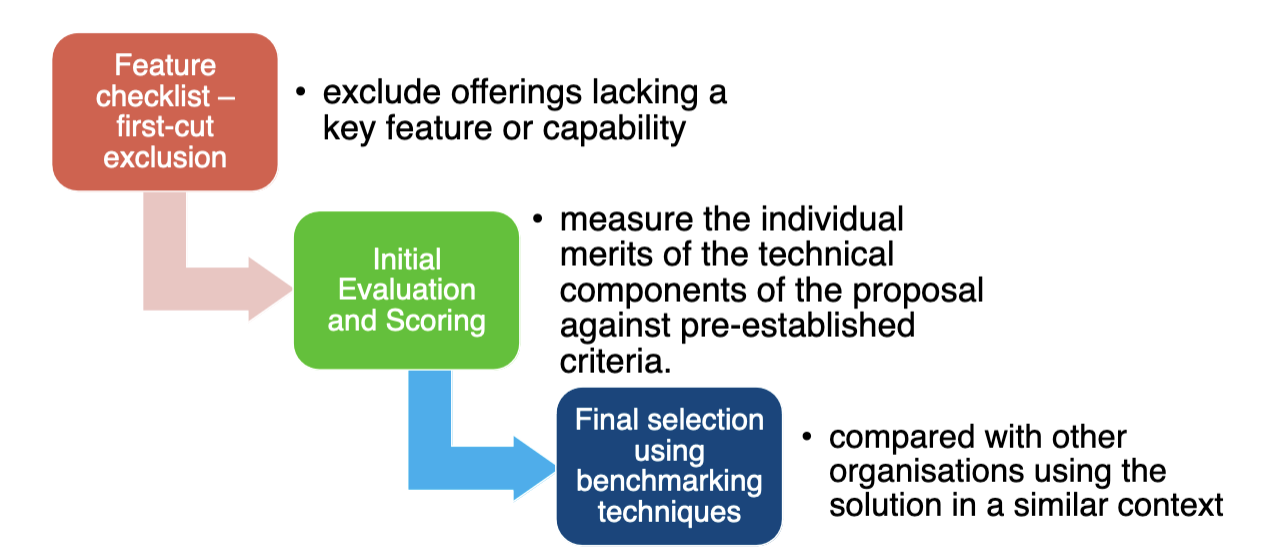 Feature
checklist –
first-cut
exclusion
• exclude offerings lacking a
key feature or capability
Initial
Evaluation
and Scoring
• measure the individual
merits of the technical
components of the proposal
against pre-established
criteria.
Final selection
using
benchmarking
techniques
• compared with other
organisations using the
solution in a similar context